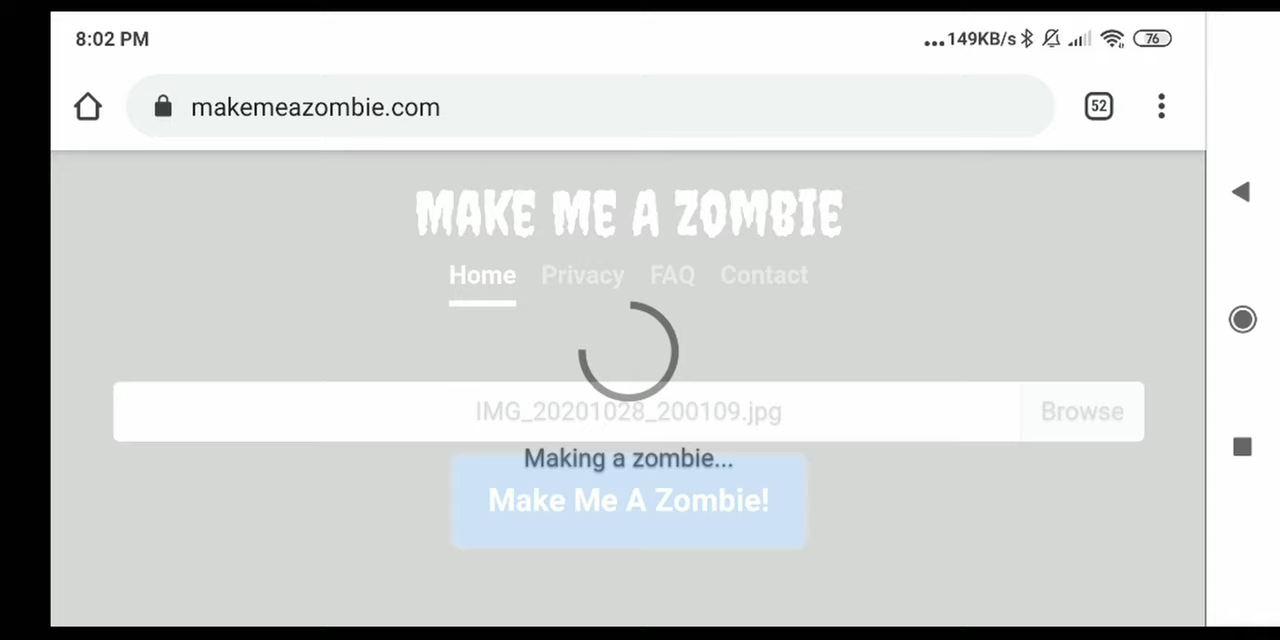 8:02 PM
...149KB/s
76
makemeazombie.com
52
MAKE ME A ZOMBIE
Home Privacy FAQ Contact
IMG_20201028_200109.jpg Browse
Making a zombie...
Make Me A Zombie!